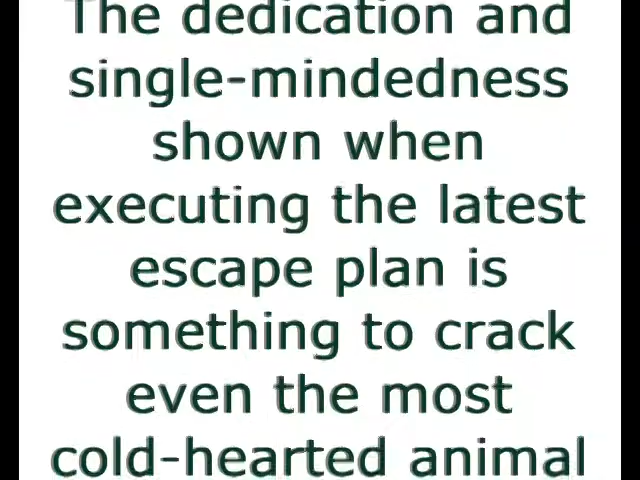 The dedication and
single-mindedness
shown when
executing the latest
escape plan is
something to crack
even the most
cold-hearted animal